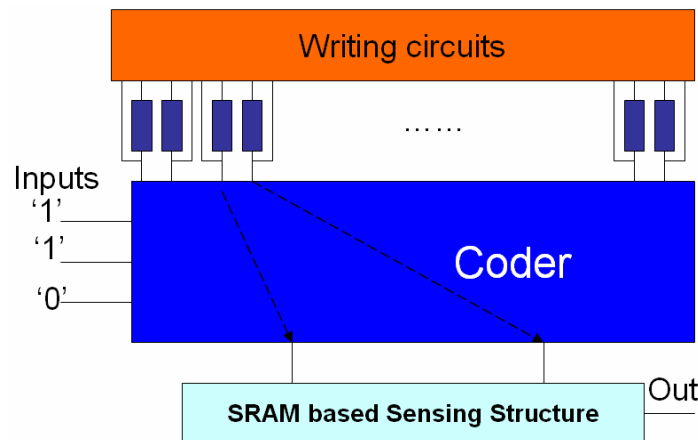 Writing circuits
……
Inputs
‘1’
‘1’
‘0’
Coder
Out
SRAM based Sensing Structure